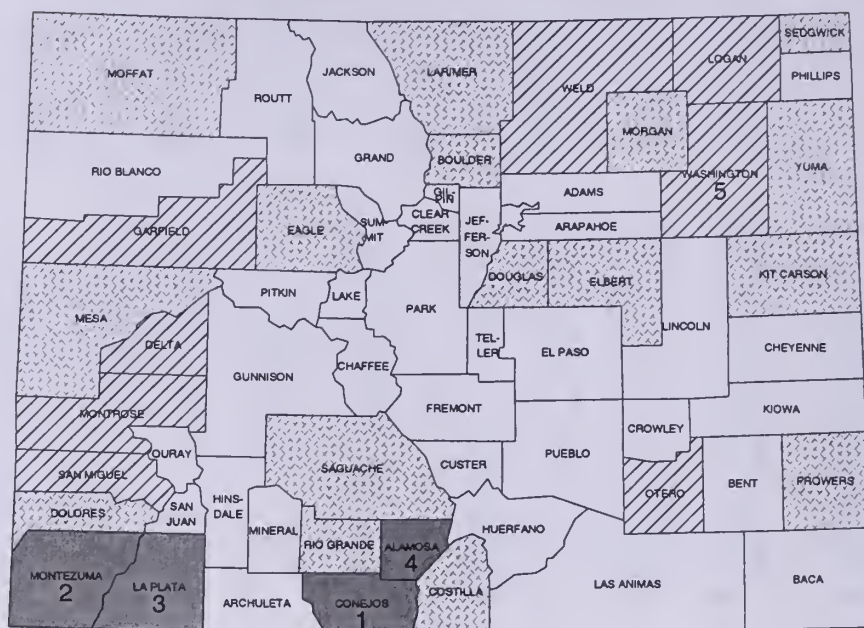 SEDGWICK
MOFFAT
JACKSON
LARIMER
LOGAN
WELD
PHILLIPS
ROUTT
MORGAN
GRAND
BOULDER
YUMA
RIO BLANCO
WASHINGTON
5
GIL-
PIN
ADAMS
CLEAR
CREEK
JEF-
FER-
SON
ARAPAHOE
GARFIELD
EAGLE
SUM-
MIT
DOUGLAS
ELBERT
KIT CARSON
PITKIN
LAKE
PARK
MESA
LINCOLN
DELTA
TEL-
LER
EL PASO
CHEYENNE
GUNNISON
CHAFFEE
FREMONT
MONTROSE
KIOWA
CROWLEY
OURAY
PUEBLO
SAGUACHE
CUSTER
SAN MIGUEL
HINS-
DALE
OTERO
BENT
PROWERS
DOLORES
SAN
JUAN
MINERAL
RIO GRANDE
ALAMOSA
4
HUERFANO
MONTEZUMA
2
LA PLATA
3
LAS ANIMAS
BACA
ARCHULETA
CONEJOS
1
COSTILLA